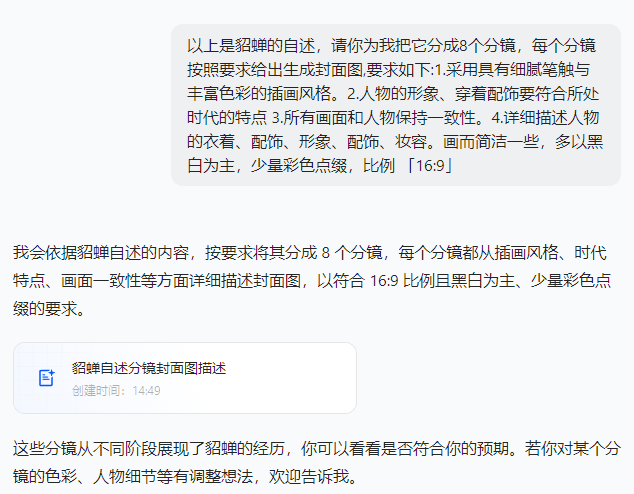 以上是貂蝉的自述，请你为我把它分成8个分镜，每个分镜
按照要求给出生成封面图,要求如下:1.采用具有细腻笔触与
丰富色彩的插画风格。2.人物的形象、穿着配饰要符合所处
时代的特点 3.所有画面和人物保持一致性。4.详细描述人物
的衣着、配饰、形象、配饰、妆容。画而简洁一些，多以黑
白为主，少量彩色点缀，比例 「16:9」
我会依据貂蝉自述的内容，按要求将其分成 8 个分镜，每个分镜都从插画风格、时代
特点、画面一致性等方面详细描述封面图，以符合 16:9 比例且黑白为主、少量彩色点
缀的要求。
貂蝉自述分镜封面图描述
创建时间：14:49
这些分镜从不同阶段展现了貂蝉的经历，你可以看看是否符合你的预期。若你对某个分
镜的色彩、人物细节等有调整想法，欢迎告诉我。